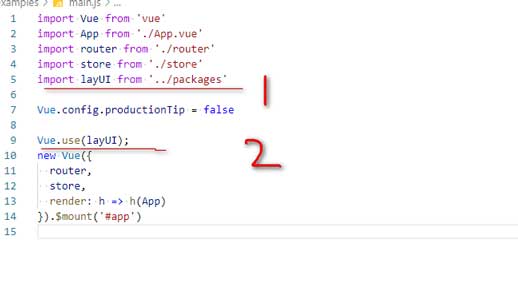 examples > main.js > ...
1 import Vue from 'vue'
2 import App from './App.vue'
3 import router from './router'
4 import store from './store'
5 import layUI from '../packages'
6
7 Vue.config.productionTip = false
8
9 Vue.use(layUI);
10 new Vue({
11   router,
12   store,
13   render: h => h(App)
14 }).$mount('#app')
15
1
2